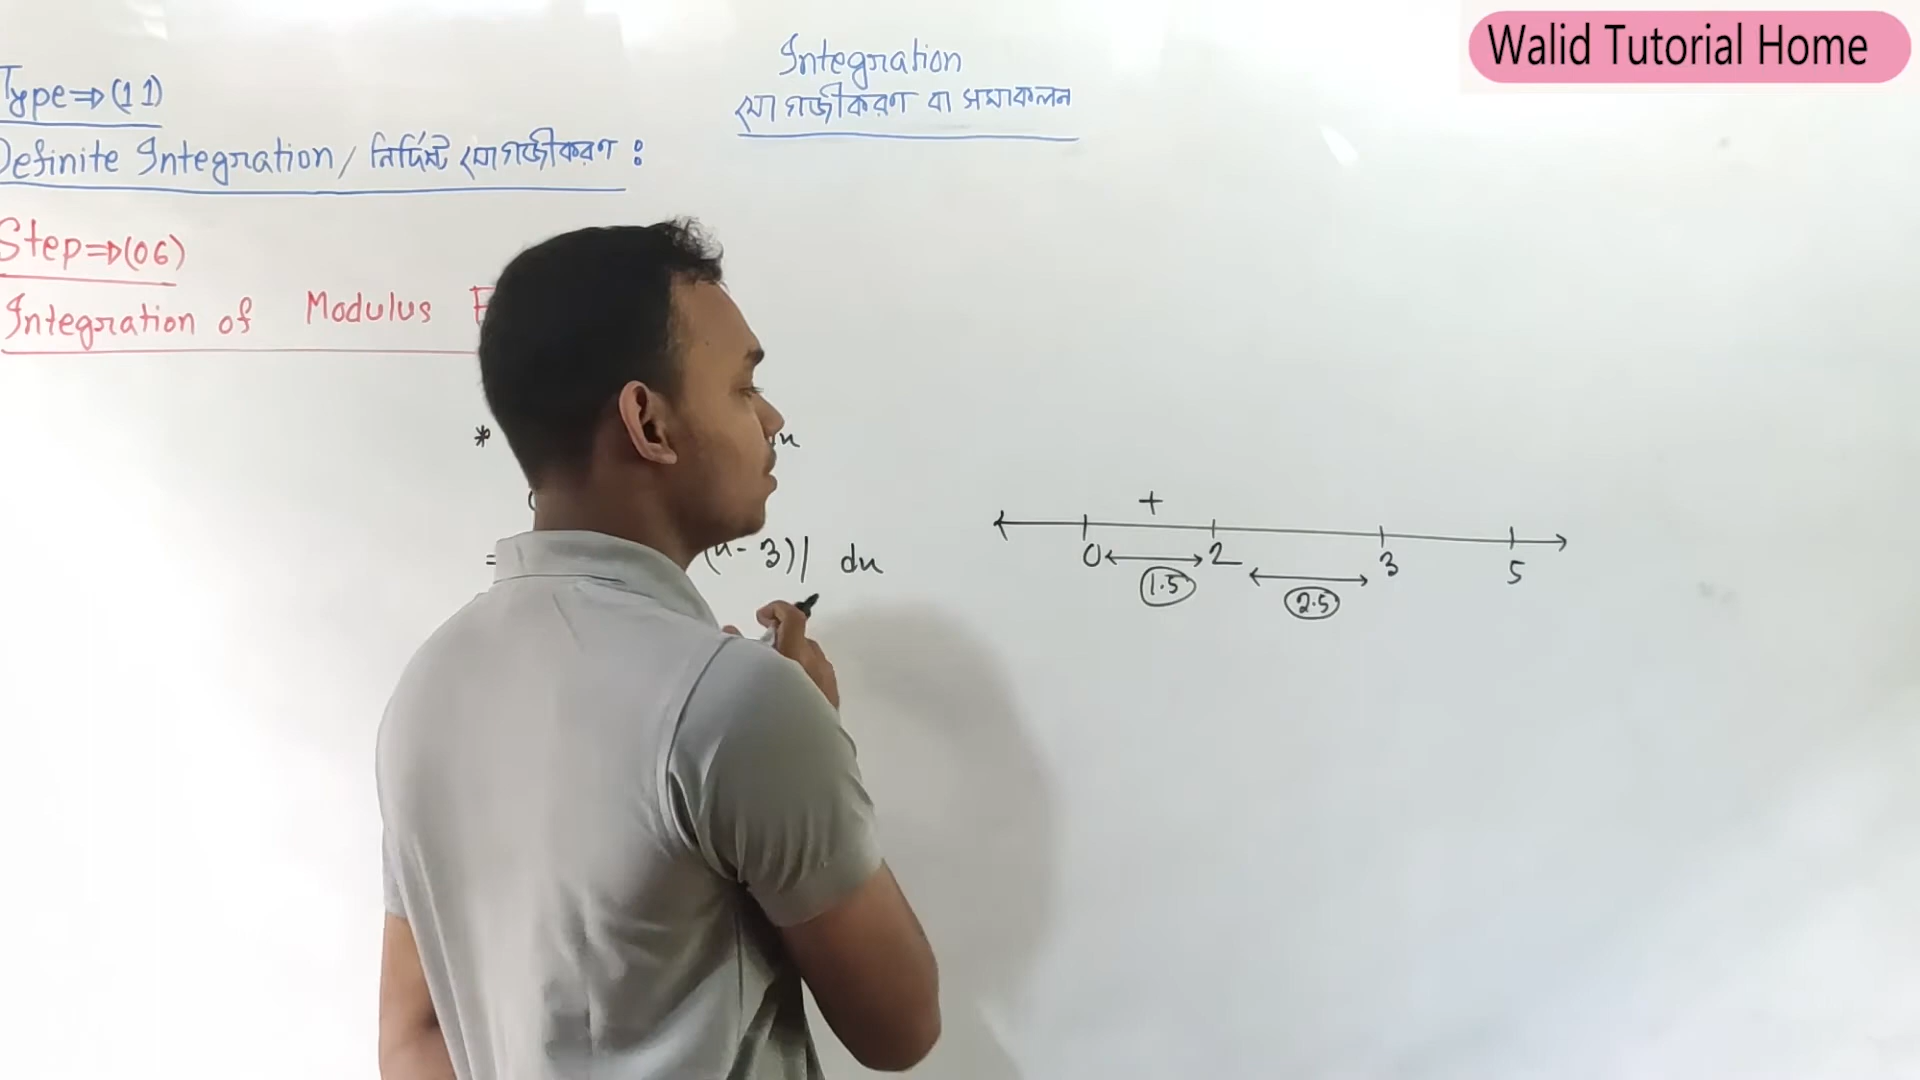 Walid Tutorial Home
Integration
যোগজীকরণ বা সমাকলন
Type⇒(11)
Definite Integration / নির্দিষ্ট যোগজীকরণ :
Step⇒(06)
Integration of Modulus
*
=
(x-3)| dx
+
0 2 3 5
1.5 2.5